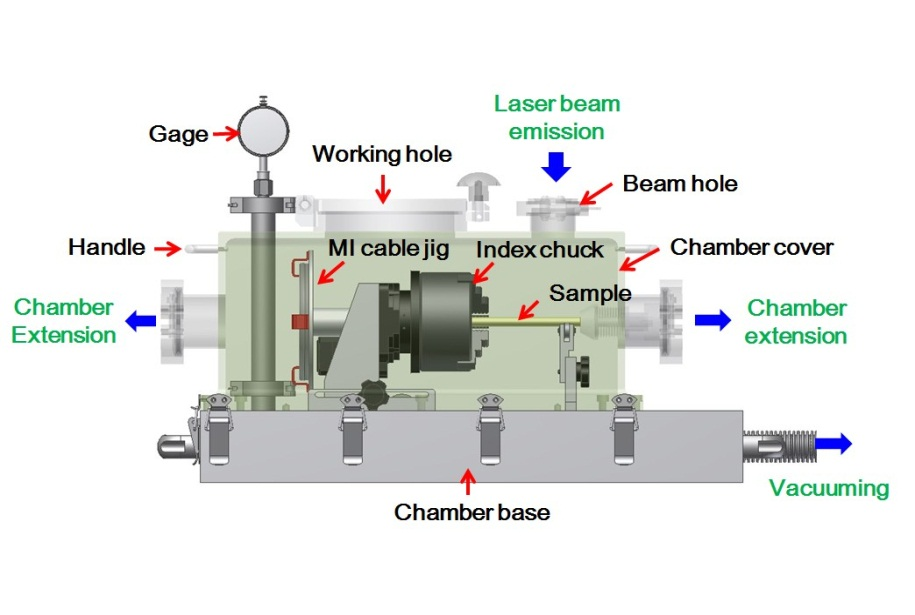 Laser beam
emission
Gage
Working hole
Beam hole
Handle
MI cable jig
Index chuck
Chamber cover
Sample
Chamber
Extension
Chamber
extension
Vacuuming
Chamber base